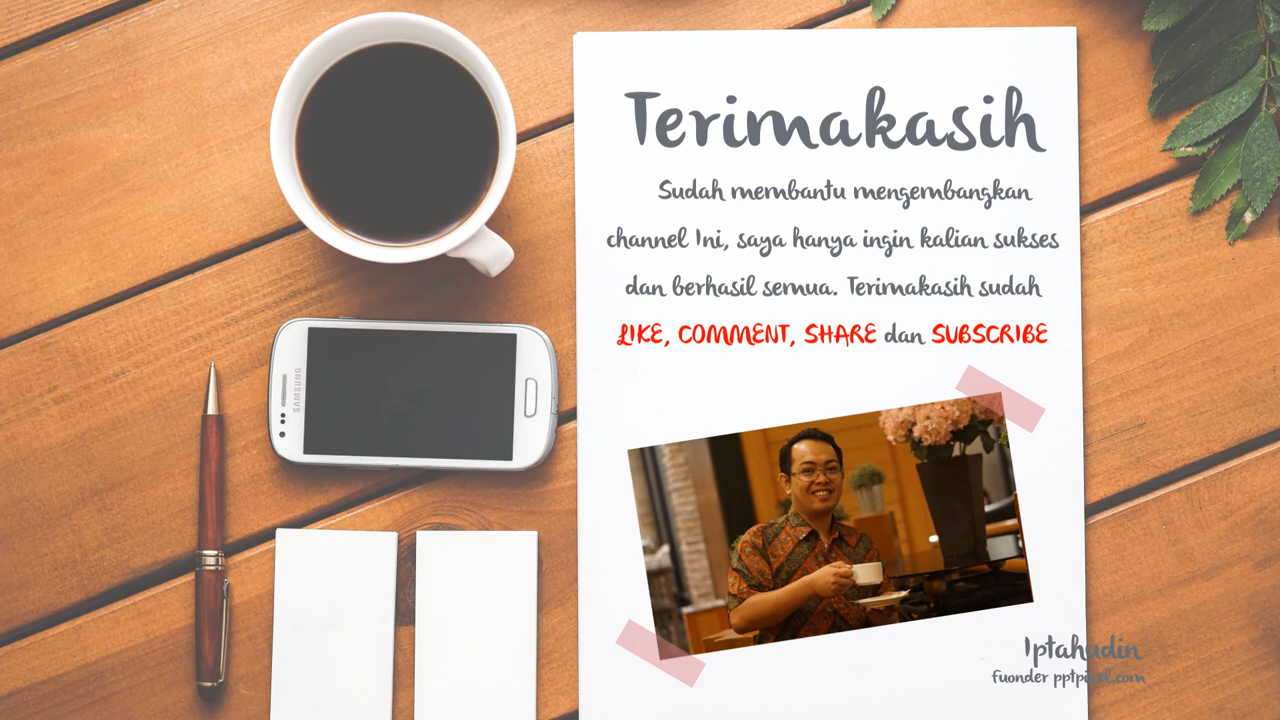 Terimakasih
Sudah membantu mengembangkan
channel Ini, saya hanya ingin kalian sukses
dan berhasil semua. Terimakasih sudah
LIKE, COMMENT, SHARE dan SUBSCRIBE
SAMSUNG
Iptahudin
fuonder pptpixel.com